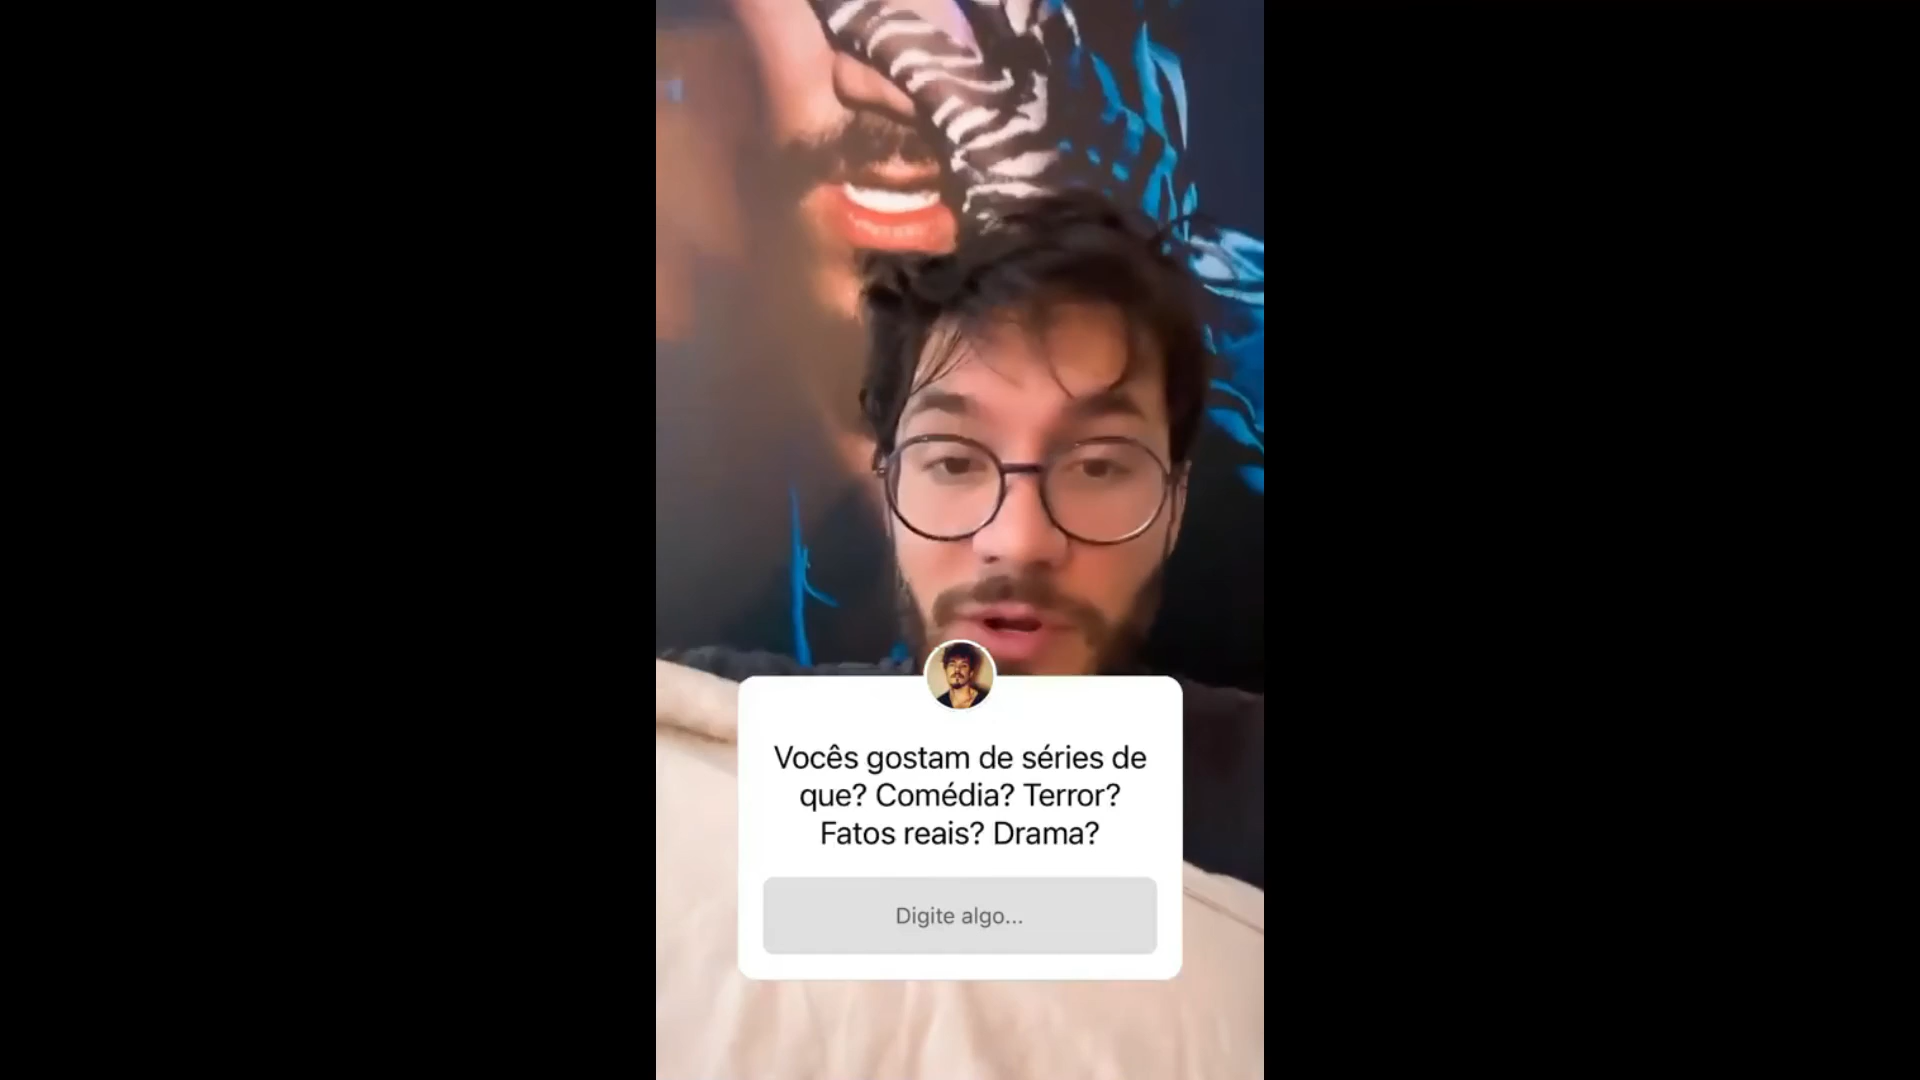 Vocês gostam de séries de
que? Comédia? Terror?
Fatos reais? Drama?
Digite algo...